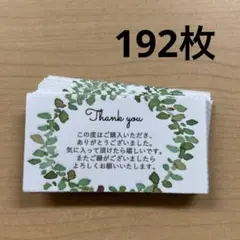 192枚
Thank you
この度はご購入いただき、
ありがとうございました。
気に入って頂けたら嬉しいです。
またご縁がございましたら
よろしくお願いいたします。